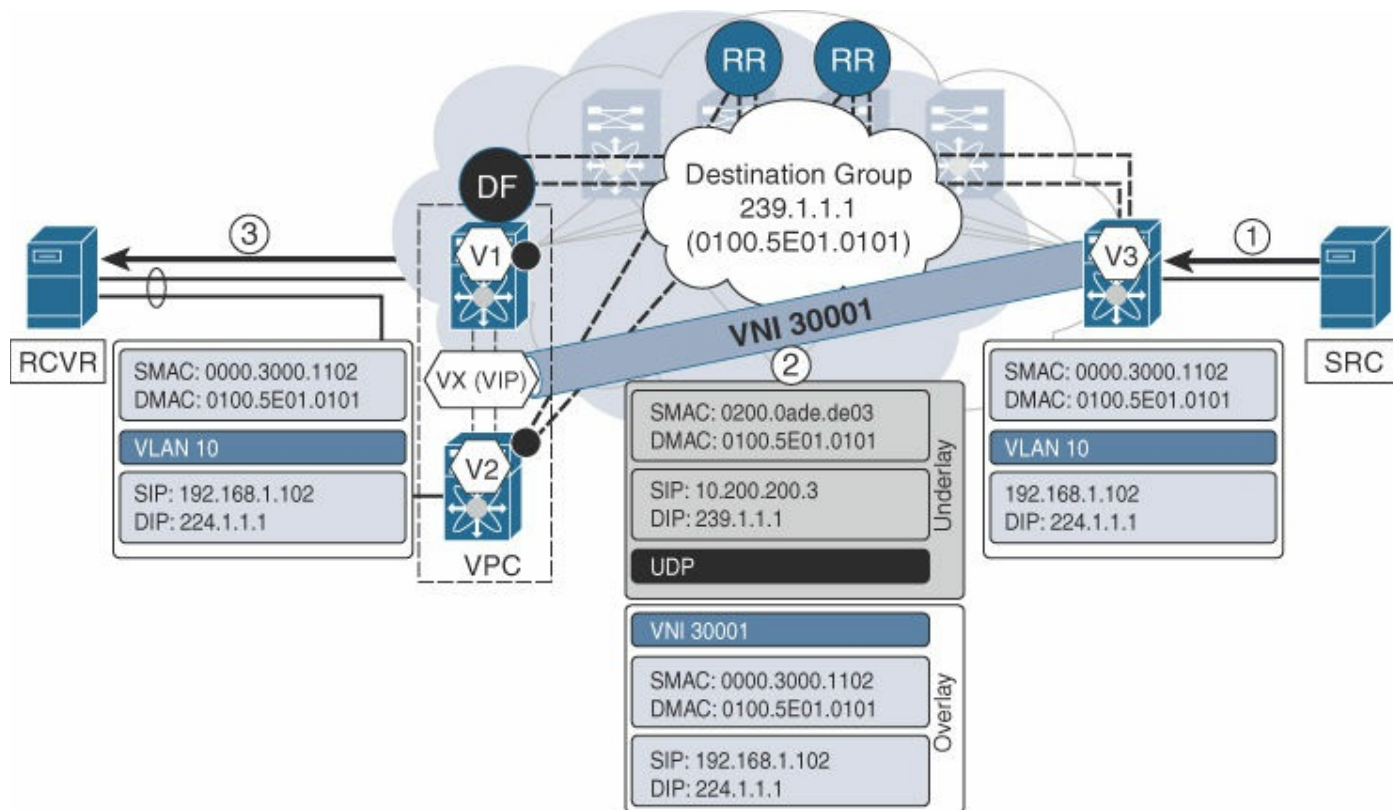 RR
RR
Destination Group
239.1.1.1
(0100.5E01.0101)
DF
3
V1
V3
1
VNI 30001
RCVR
VX (VIP)
2
SRC
SMAC: 0000.3000.1102
DMAC: 0100.5E01.0101
VLAN 10
SIP: 192.168.1.102
DIP: 224.1.1.1
V2
VPC
SMAC: 0200.0ade.de03
DMAC: 0100.5E01.0101
SIP: 10.200.200.3
DIP: 239.1.1.1
UDP
Underlay
VNI 30001
SMAC: 0000.3000.1102
DMAC: 0100.5E01.0101
SIP: 192.168.1.102
DIP: 224.1.1.1
Overlay
SMAC: 0000.3000.1102
DMAC: 0100.5E01.0101
VLAN 10
192.168.1.102
DIP: 224.1.1.1